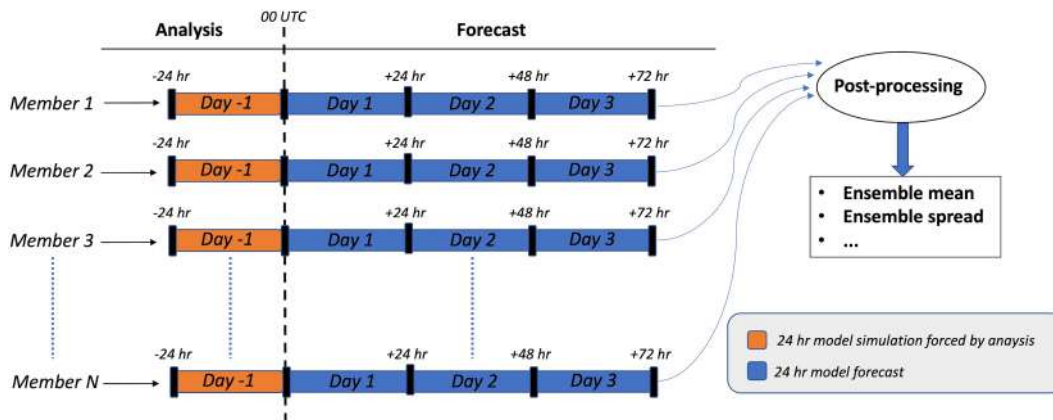 00 UTC
Analysis Forecast
-24 hr +24 hr +48 hr +72 hr
Member 1 Day -1 Day 1 Day 2 Day 3
-24 hr +24 hr +48 hr +72 hr
Member 2 Day -1 Day 1 Day 2 Day 3
-24 hr +24 hr +48 hr +72 hr
Member 3 Day -1 Day 1 Day 2 Day 3
-24 hr +24 hr +48 hr +72 hr
Member N Day -1 Day 1 Day 2 Day 3
Post-processing
• Ensemble mean
• Ensemble spread
• ...
24 hr model simulation forced by anaysis
24 hr model forecast